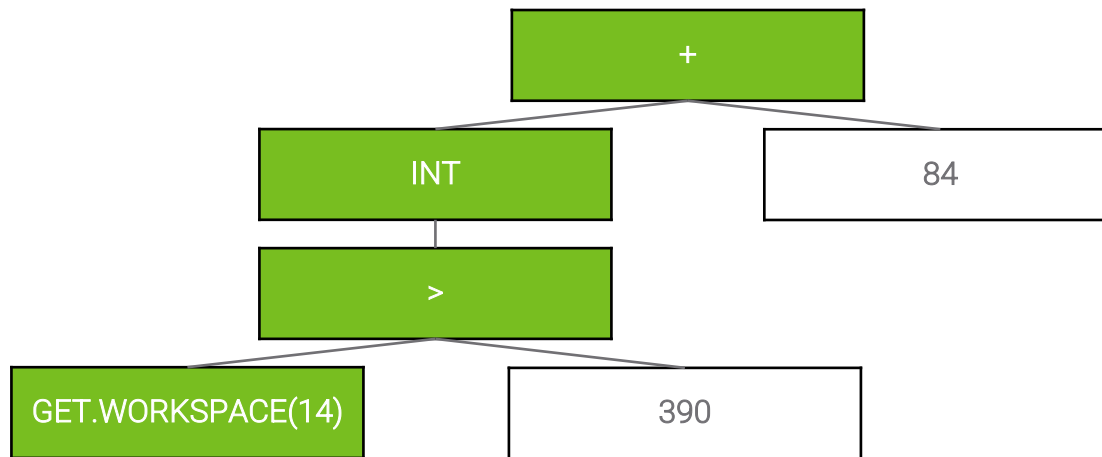 +
INT
84
>
GET.WORKSPACE(14)
390